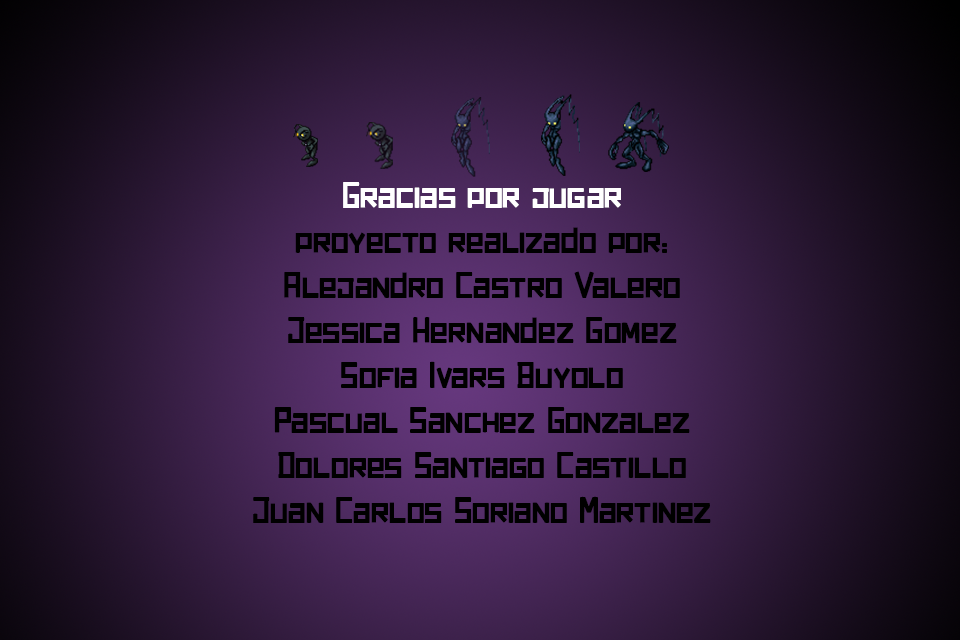 Gracias por jugar
proyecto realizado por:
Alejandro Castro Valero
Jessica Hernandez Gomez
Sofia Ivars Buyolo
Pascual Sanchez Gonzalez
Dolores Santiago Castillo
Juan Carlos Soriano Martinez